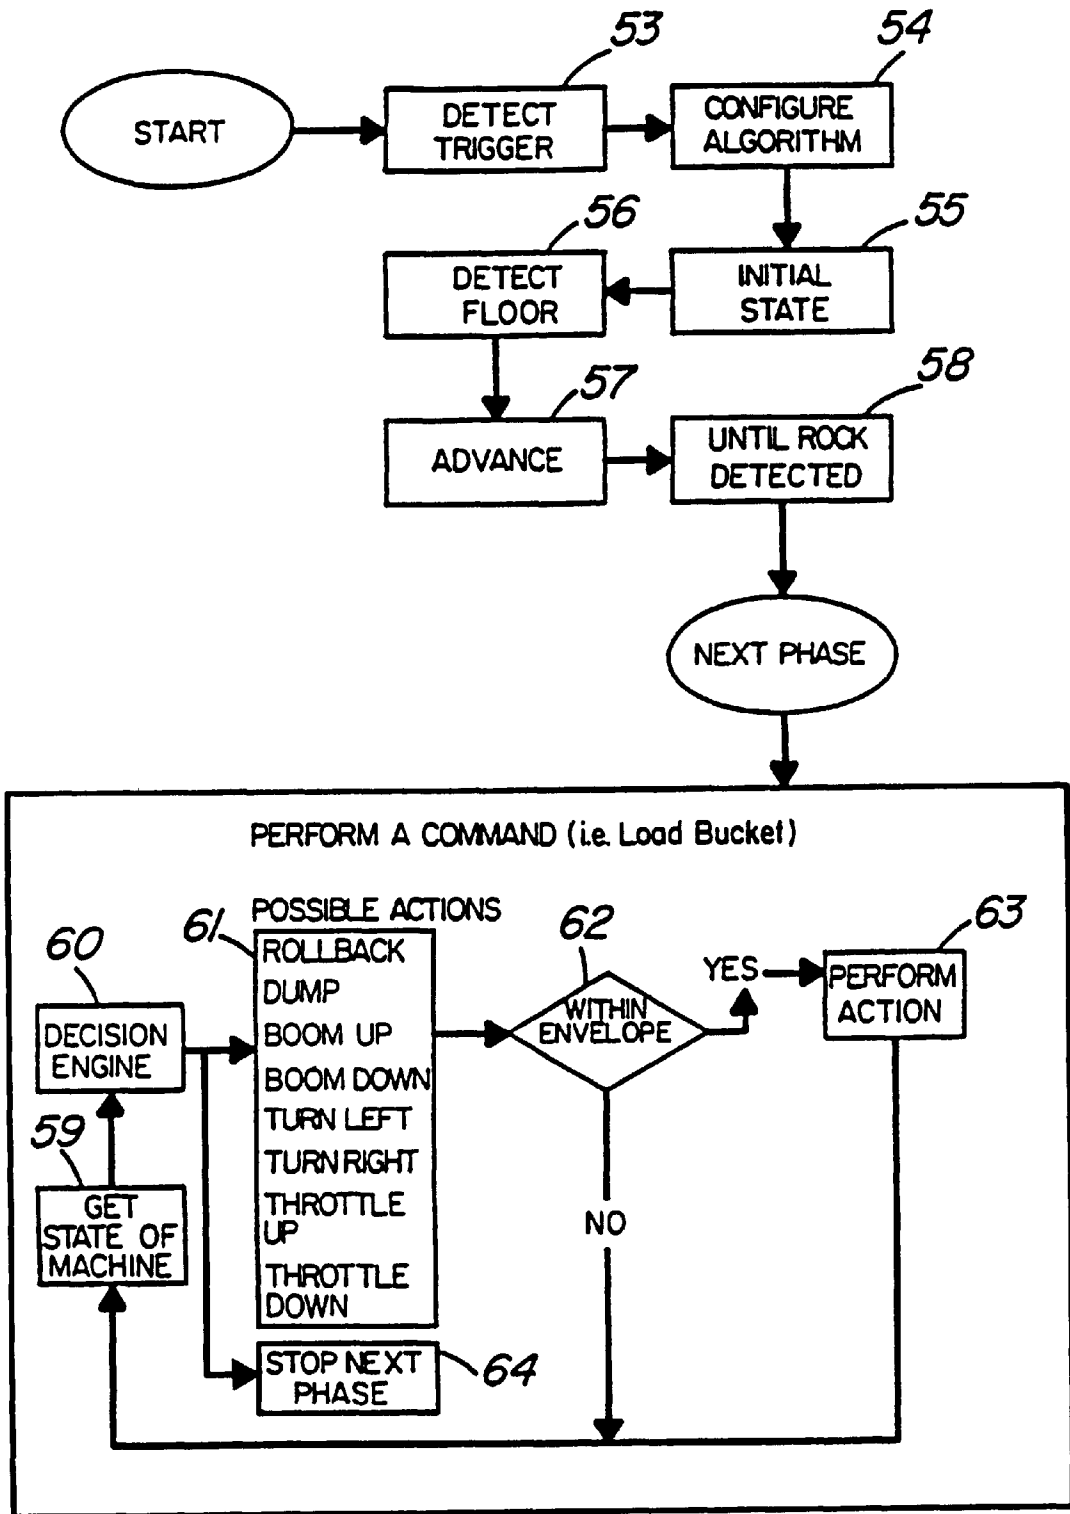 53
54
START
DETECT
TRIGGER
CONFIGURE
ALGORITHM
56
55
DETECT
FLOOR
INITIAL
STATE
57
58
ADVANCE
UNTIL ROCK
DETECTED
NEXT PHASE
PERFORM A COMMAND (i.e. Load Bucket)
POSSIBLE ACTIONS
60
61
62
63
ROLLBACK
DUMP
BOOM UP
BOOM DOWN
TURN LEFT
TURN RIGHT
THROTTLE
UP
THROTTLE
DOWN
DECISION
ENGINE
WITHIN
ENVELOPE
YES
PERFORM
ACTION
59
GET
STATE OF
MACHINE
NO
STOP NEXT
PHASE
64